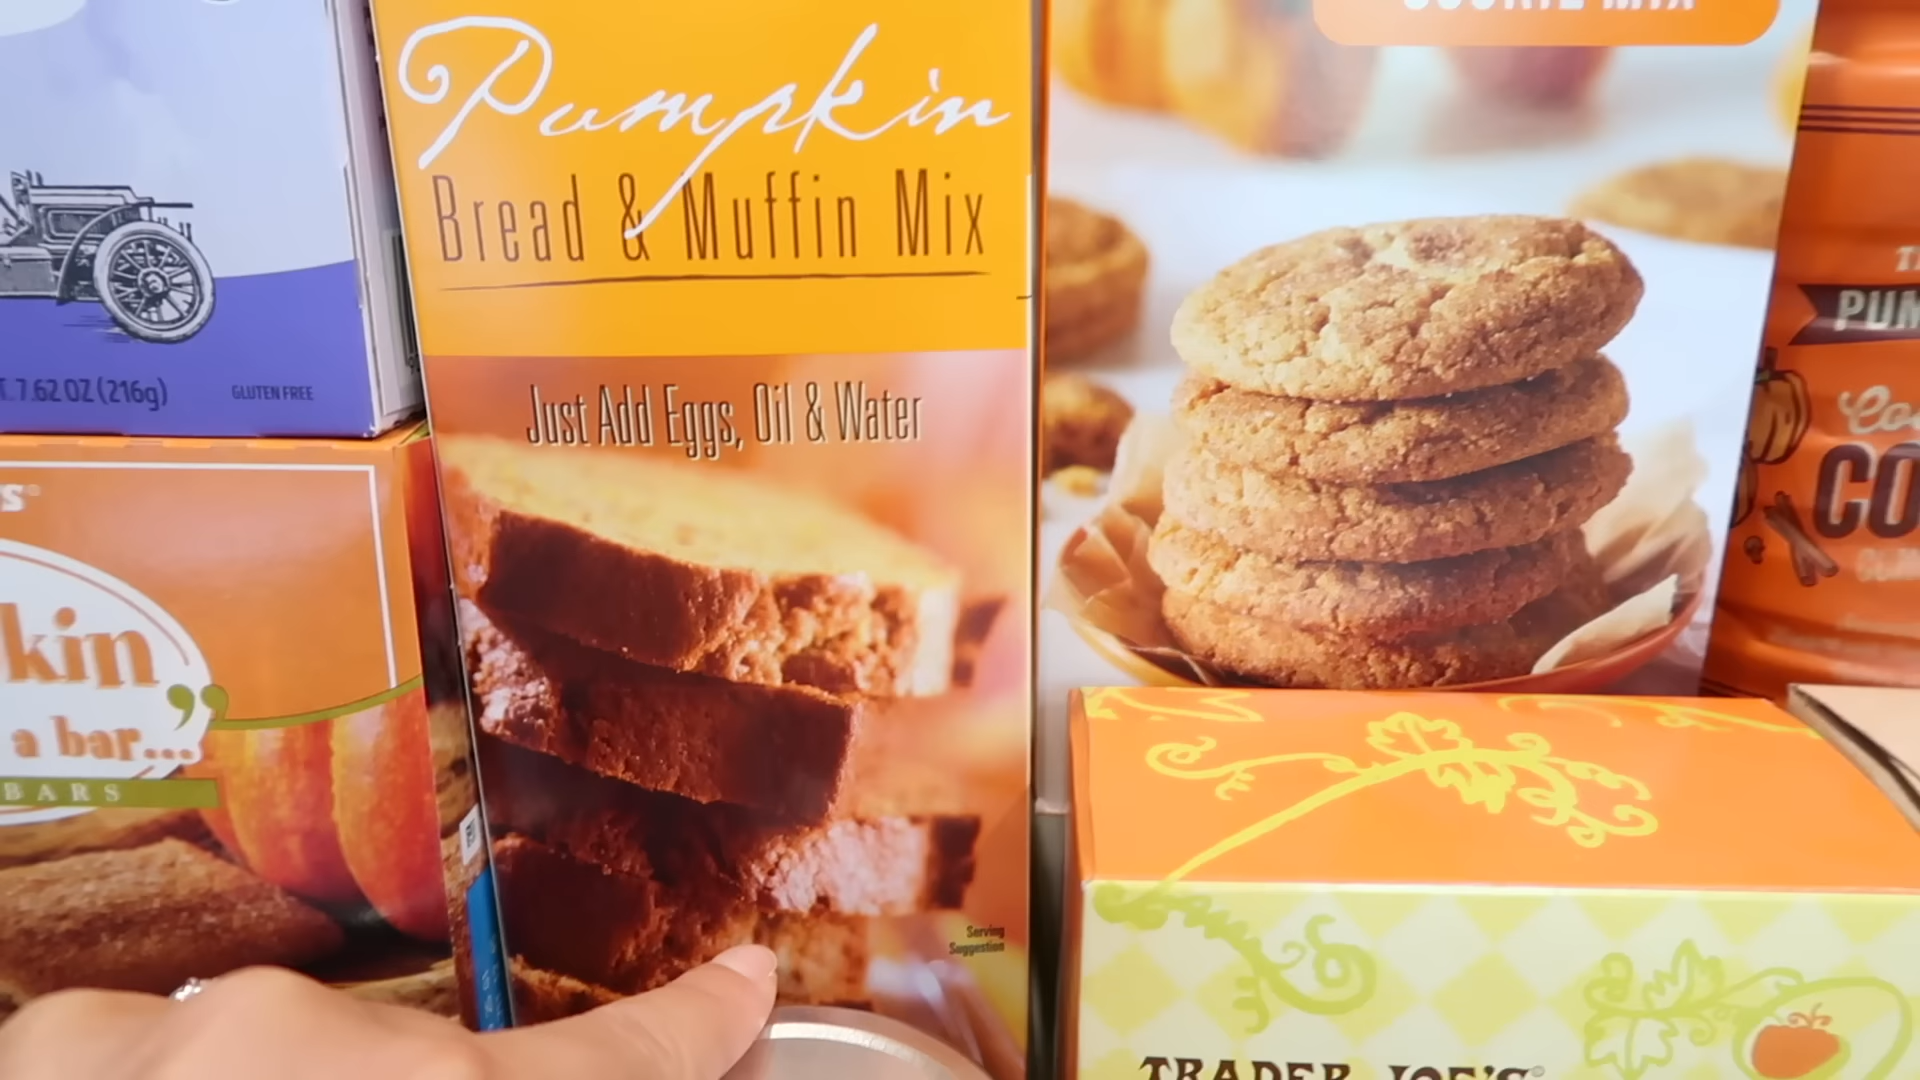 Pumpkin
Bread & Muffin Mix
Just Add Eggs, Oil & Water
Serving
Suggestion
COOKIE MIX
7.62 OZ (216g)
GLUTEN FREE
kin
a bar...
BARS
PUM
CO
TRADER JOE'S